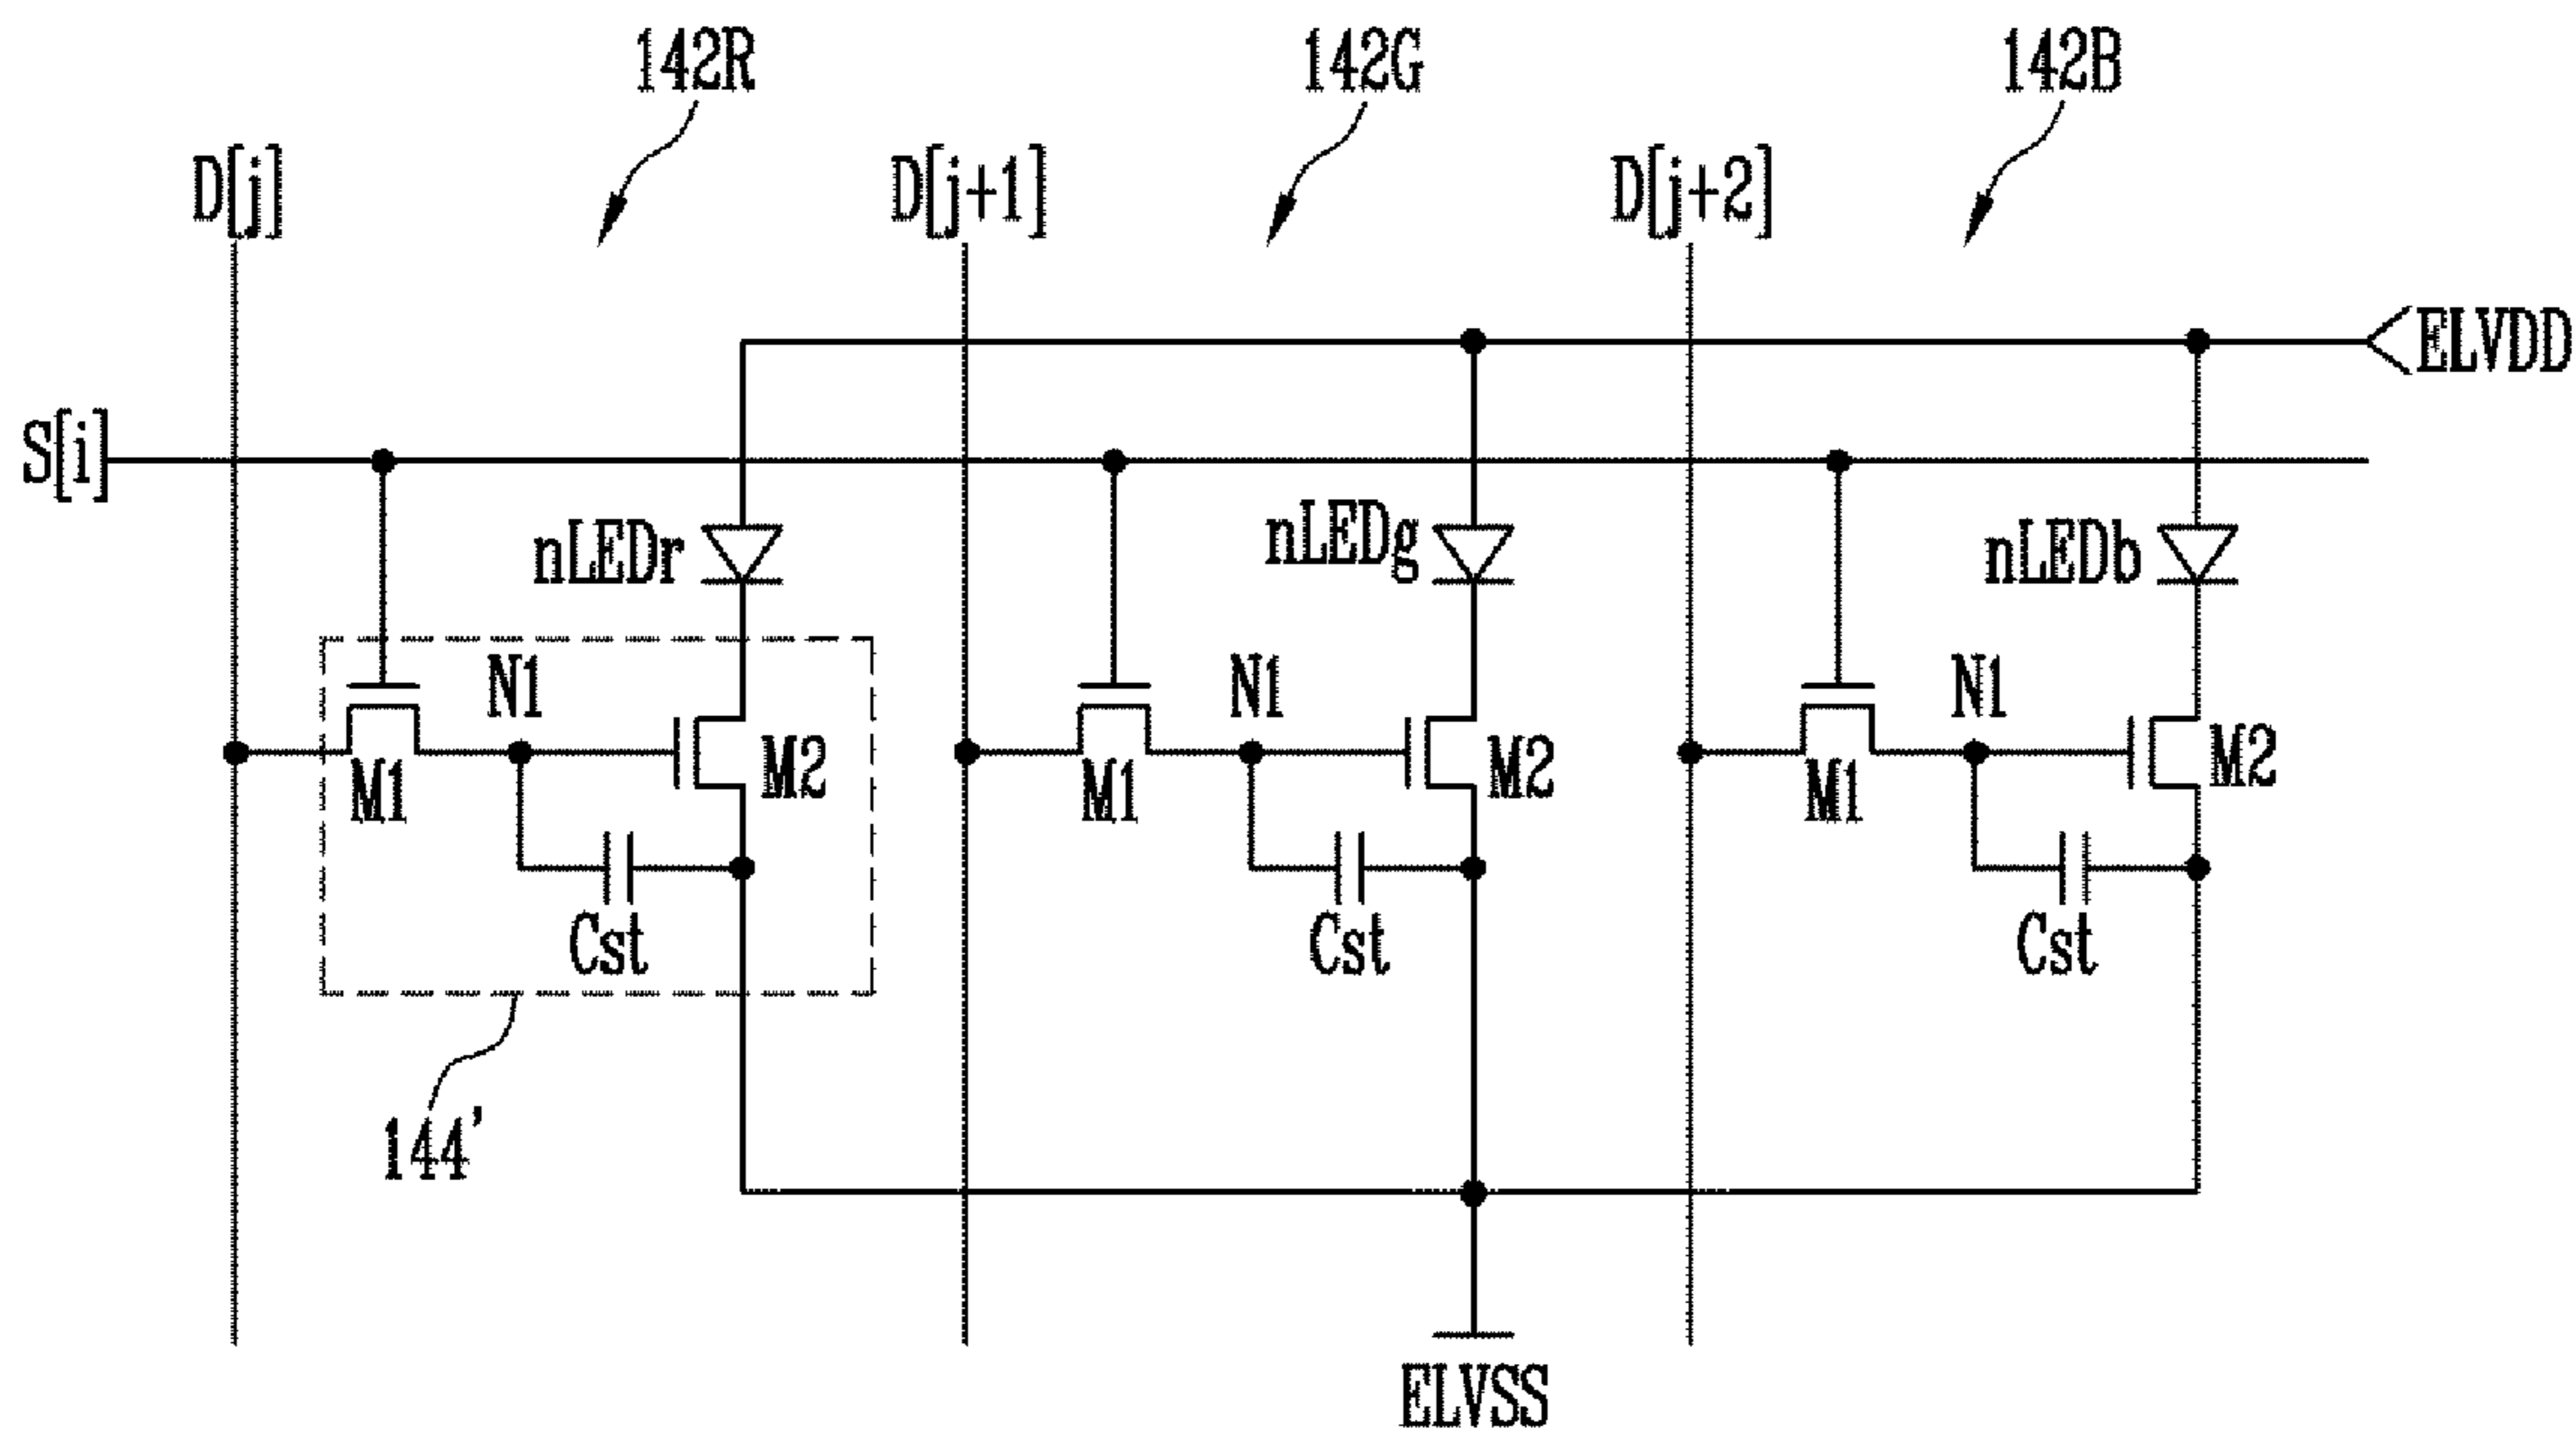 142R 142G 142B
D[j] D[j+1] D[j+2]
ELVDD
S[i]
nLEDr nLEDg nLEDb
N1 N1 N1
M1 M2 M1 M2 M1 M2
Cst Cst Cst
144'
ELVSS